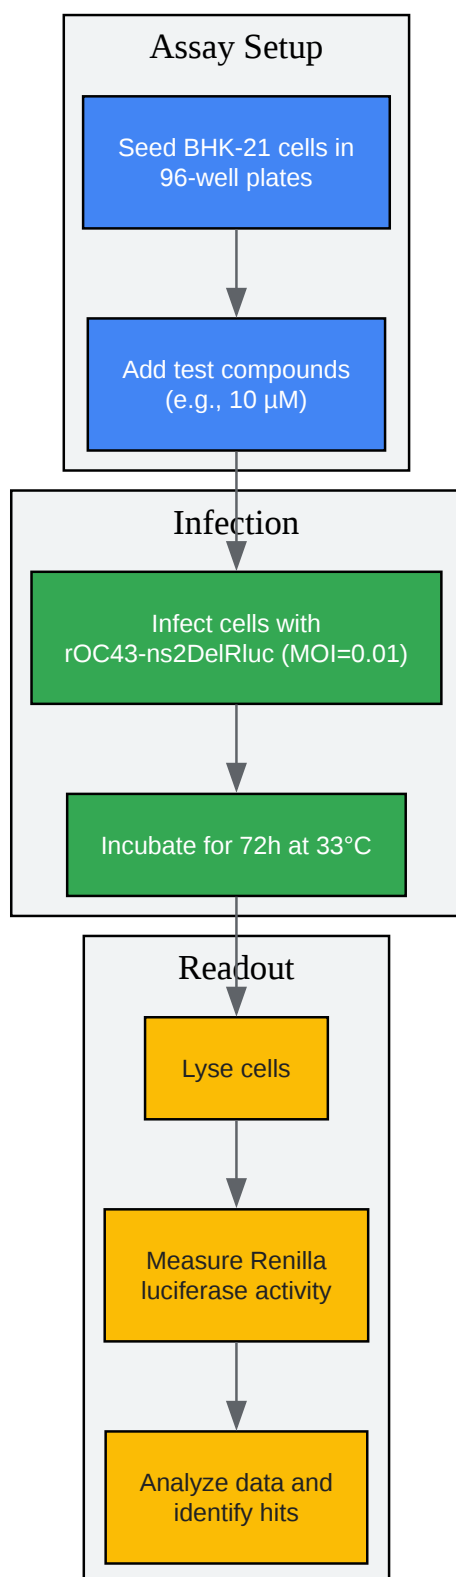 Assay Setup
Seed BHK-21 cells in
96-well plates
Add test compounds
(e.g., 10 µM)
Infection
Infect cells with
rOC43-ns2DelRluc (MOI=0.01)
Incubate for 72h at 33°C
Readout
Lyse cells
Measure Renilla
luciferase activity
Analyze data and
identify hits